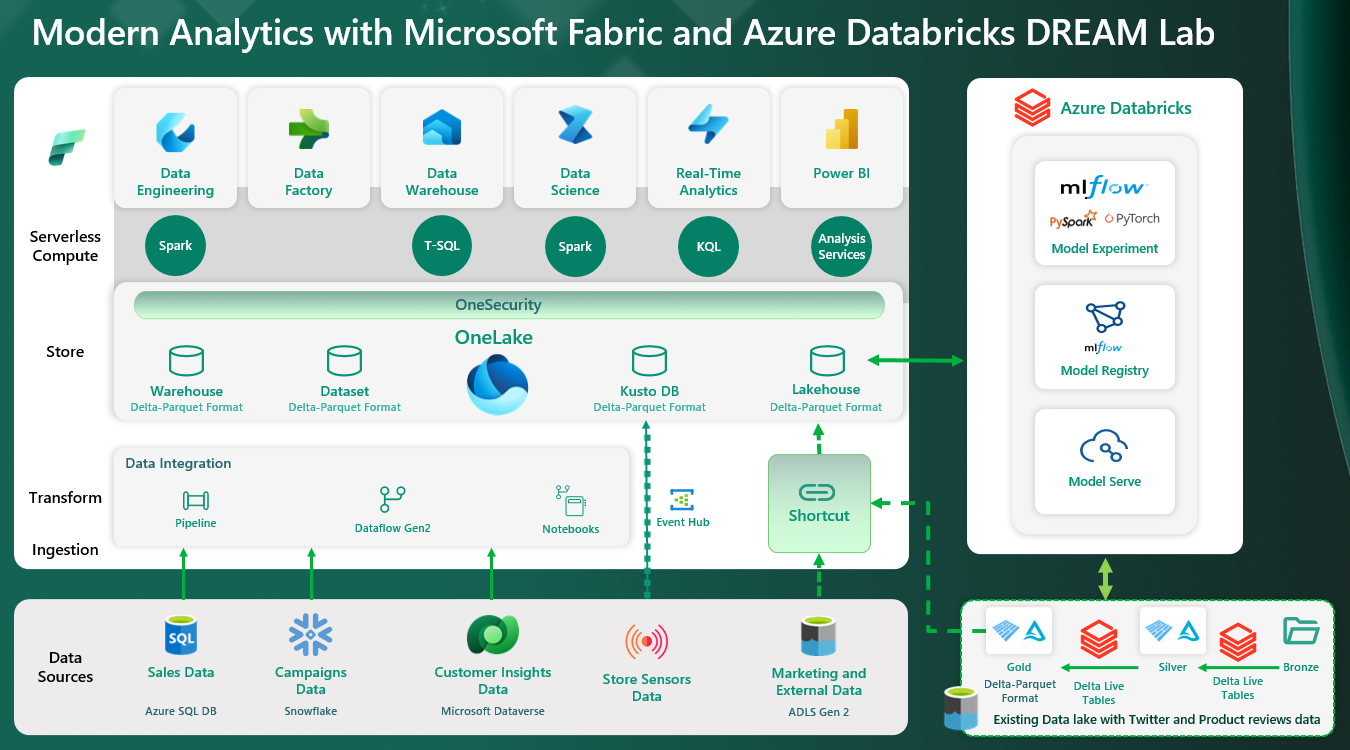 Modern Analytics with Microsoft Fabric and Azure Databricks DREAM Lab
Data
Engineering
Data
Factory
Data
Warehouse
Data
Science
Real-Time
Analytics
Power BI
Serverless
Compute
Spark
T-SQL
Spark
KQL
Analysis
Services
Store
OneSecurity
OneLake
Warehouse
Delta-Parquet Format
Dataset
Delta-Parquet Format
Kusto DB
Delta-Parquet Format
Lakehouse
Delta-Parquet Format
Transform
Ingestion
Data Integration
Pipeline
Dataflow Gen2
Notebooks
Event Hub
Shortcut
Data
Sources
SQL
Sales Data
Azure SQL DB
Campaigns
Data
Snowflake
Customer Insights
Data
Microsoft Dataverse
Store Sensors
Data
Marketing and
External Data
ADLS Gen 2
Azure Databricks
mlflow
PySpark
PyTorch
Model Experiment
mlflow
Model Registry
Model Serve
Gold
Delta-Parquet
Format
Delta Live
Tables
Silver
Delta Live
Tables
Bronze
Existing Data lake with Twitter and Product reviews data